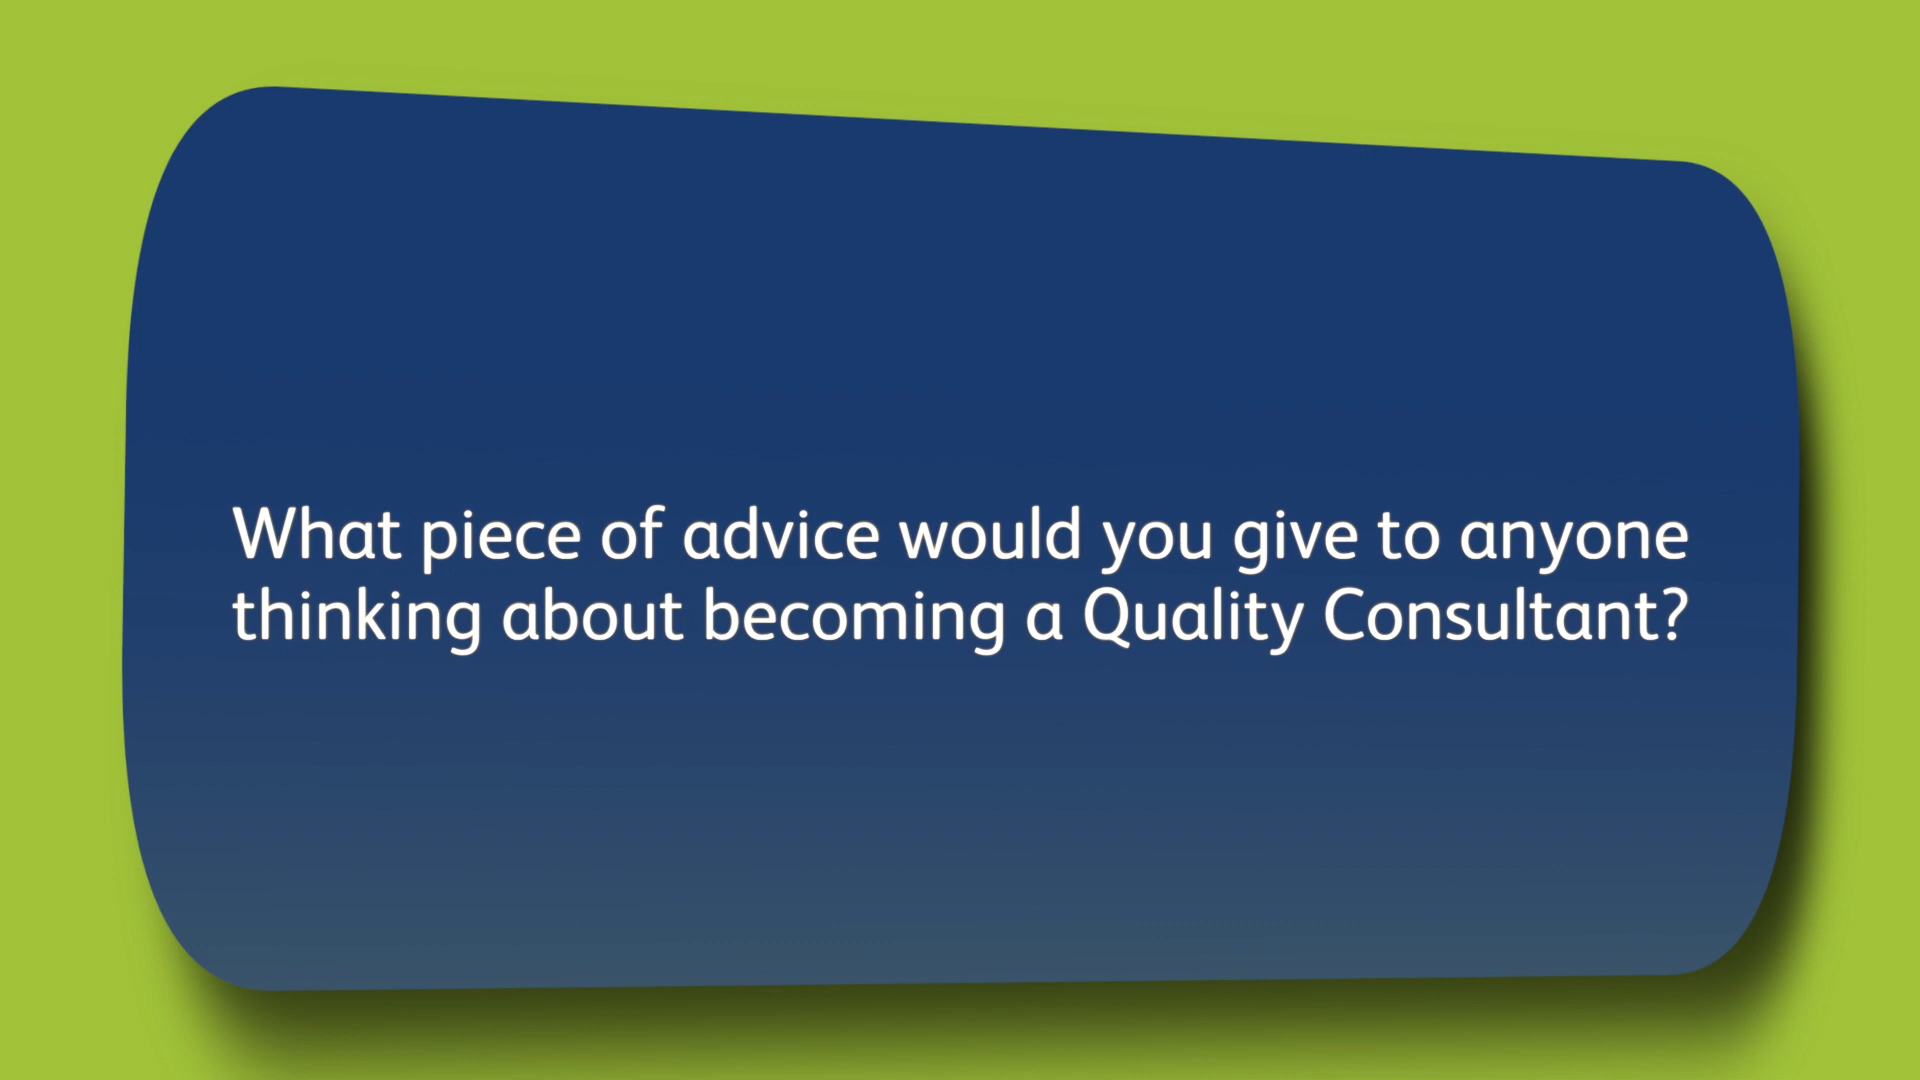 What piece of advice would you give to anyone
thinking about becoming a Quality Consultant?